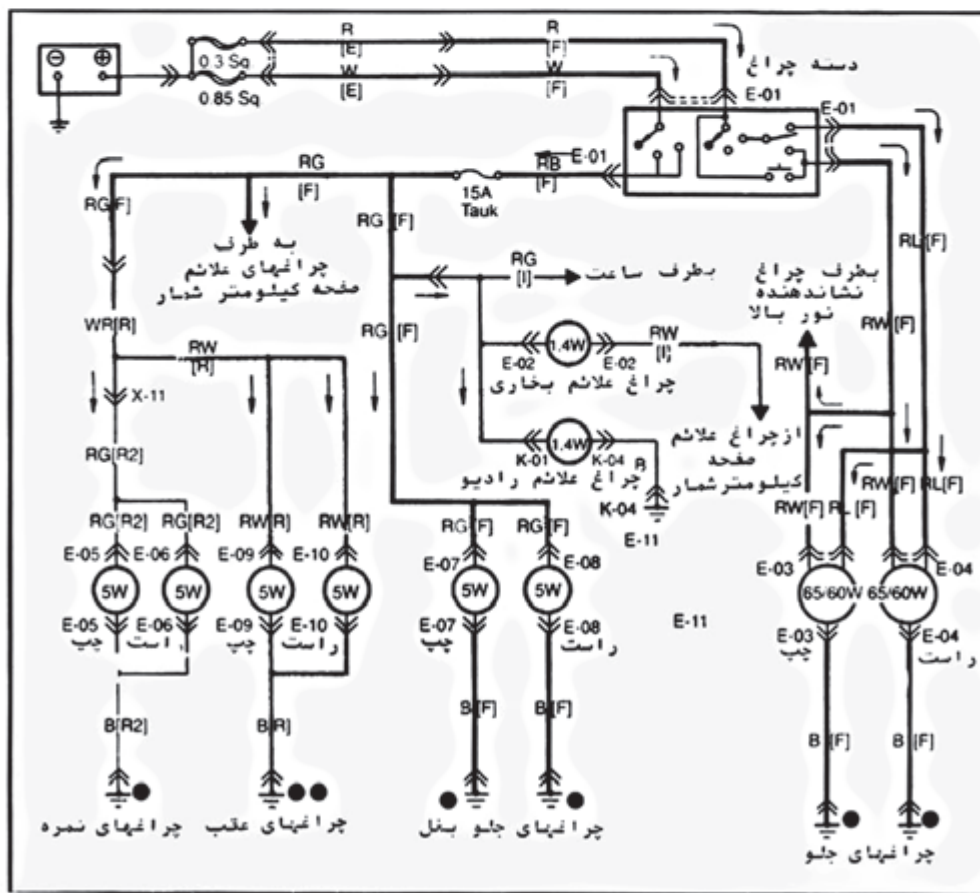 R
[E]
R
[F]
0.3 Sq
W
[E]
W
[F]
0.85 Sq
دسته چراغ
E-01
E-01
RG
[F]
E-01
RB
[F]
15A
Tauk
RG[F]
به طرف
چراغهای علائم
صفحه کیلومتر شمار
RG [F]
RG
[I]
بطرف ساعت
RL[F]
بطرف چراغ
نشاندهنده
نور بالا
WR[R]
RW
[R]
RG [F]
E-02
1.4W
E-02
RW
[I]
چراغ علائم بخاری
RW[F]
RW[F]
X-11
RG[R2]
K-01
1.4W
K-04
B
چراغ علائم رادیو
K-04
E-11
ازچراغ علائم
صفحه
کیلومترشمار
RG[R2]
RG[R2]
RW[R]
RW[R]
RG[F]
RG[F]
RW[F]
RL[F]
RW[F]
RL[F]
E-05
E-06
E-09
E-10
E-07
E-08
E-03
E-04
5W
5W
5W
5W
5W
5W
65/60W
65/60W
E-05
چپ
E-06
راست
E-09
چپ
E-10
راست
E-07
چپ
E-08
راست
E-11
E-03
چپ
E-04
راست
B[R2]
B[R]
B[F]
B[F]
B [F]
B [F]
چراغهای نمره
چراغهای عقب
چراغهای جلو بغل
چراغهای جلو